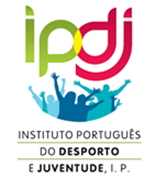 ipdj
INSTITUTO PORTUGUÊS
DO DESPORTO
E JUVENTUDE, I. P.